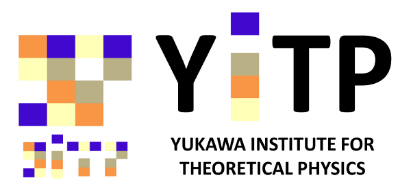 YiTP
YUKAWA INSTITUTE FOR
THEORETICAL PHYSICS